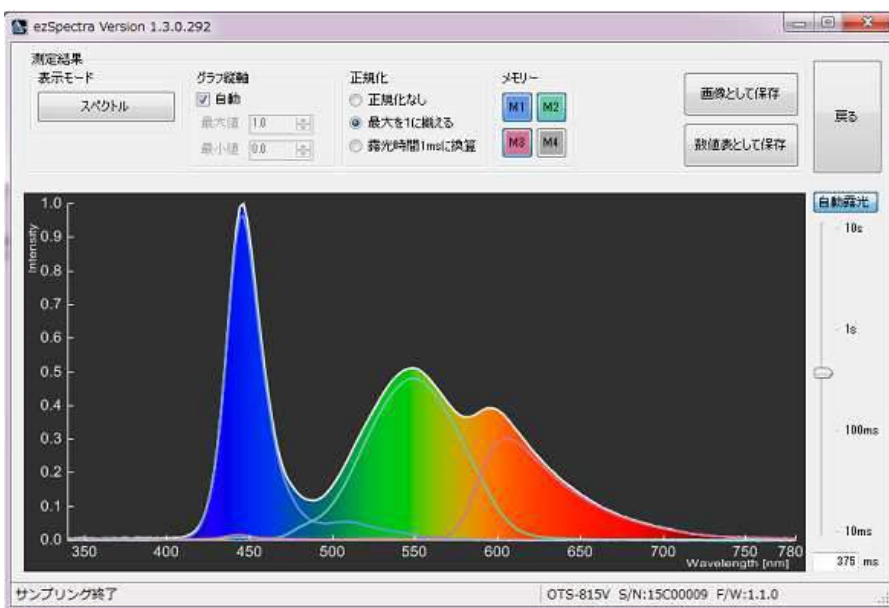 ezSpectra Version 1.3.0.292
測定結果
表示モード
スペクトル
グラフ縦軸
自動
最大値 1.0
最小値 0.0
正規化
正規化なし
最大を1に揃える
露光時間1msに換算
メモリー
M1 M2
M3 M4
画像として保存
数値表として保存
戻る
自動露光
10s
1s
100ms
10ms
375 ms
Intensity
1.0
0.9
0.8
0.7
0.6
0.5
0.4
0.3
0.2
0.1
0.0
350 400 450 500 550 600 650 700 750 780
Wavelength [nm]
サンプリング終了
OTS-815V S/N:15C00009 F/W:1.1.0